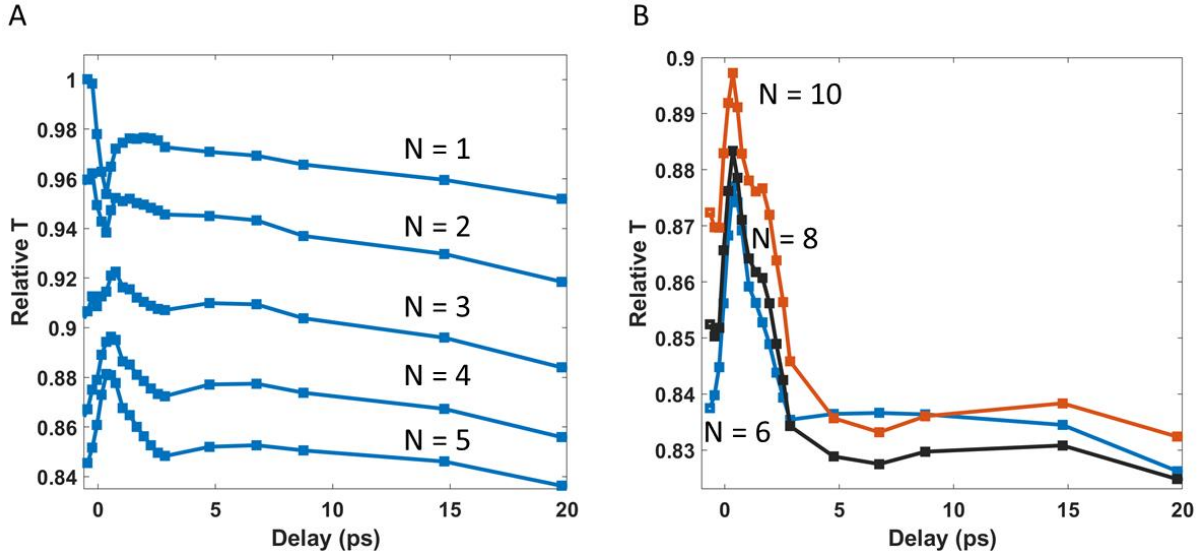 A
B
1
0.98
0.96
0.94
0.92
0.9
0.88
0.86
0.84
Relative T
N = 1
N = 2
N = 3
N = 4
N = 5
0
5
10
15
20
Delay (ps)
0.9
0.89
0.88
0.87
0.86
0.85
0.84
0.83
Relative T
N = 10
N = 8
N = 6
0
5
10
15
20
Delay (ps)